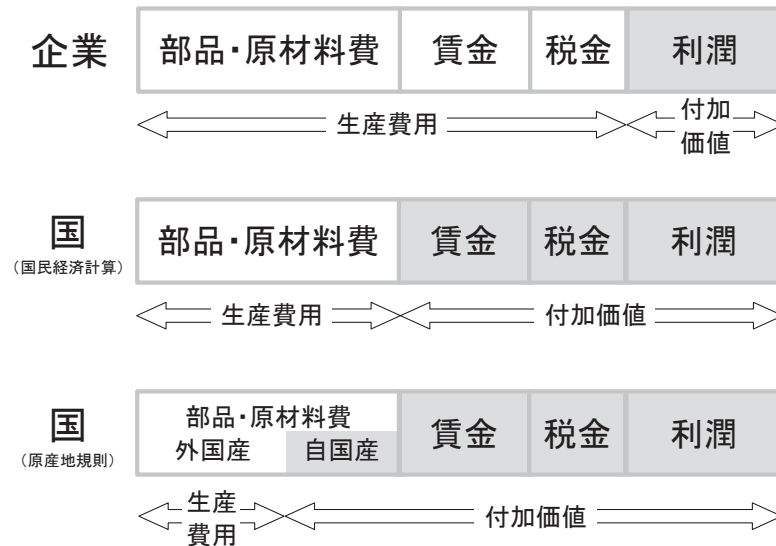 企業 部品・原材料費 賃金 税金 利潤
生産費用 付加
価値
国 部品・原材料費 賃金 税金 利潤
（国民経済計算）
生産費用 付加価値
国 部品・原材料費 賃金 税金 利潤
（原産地規則） 外国産 自国産
生産 付加価値
費用